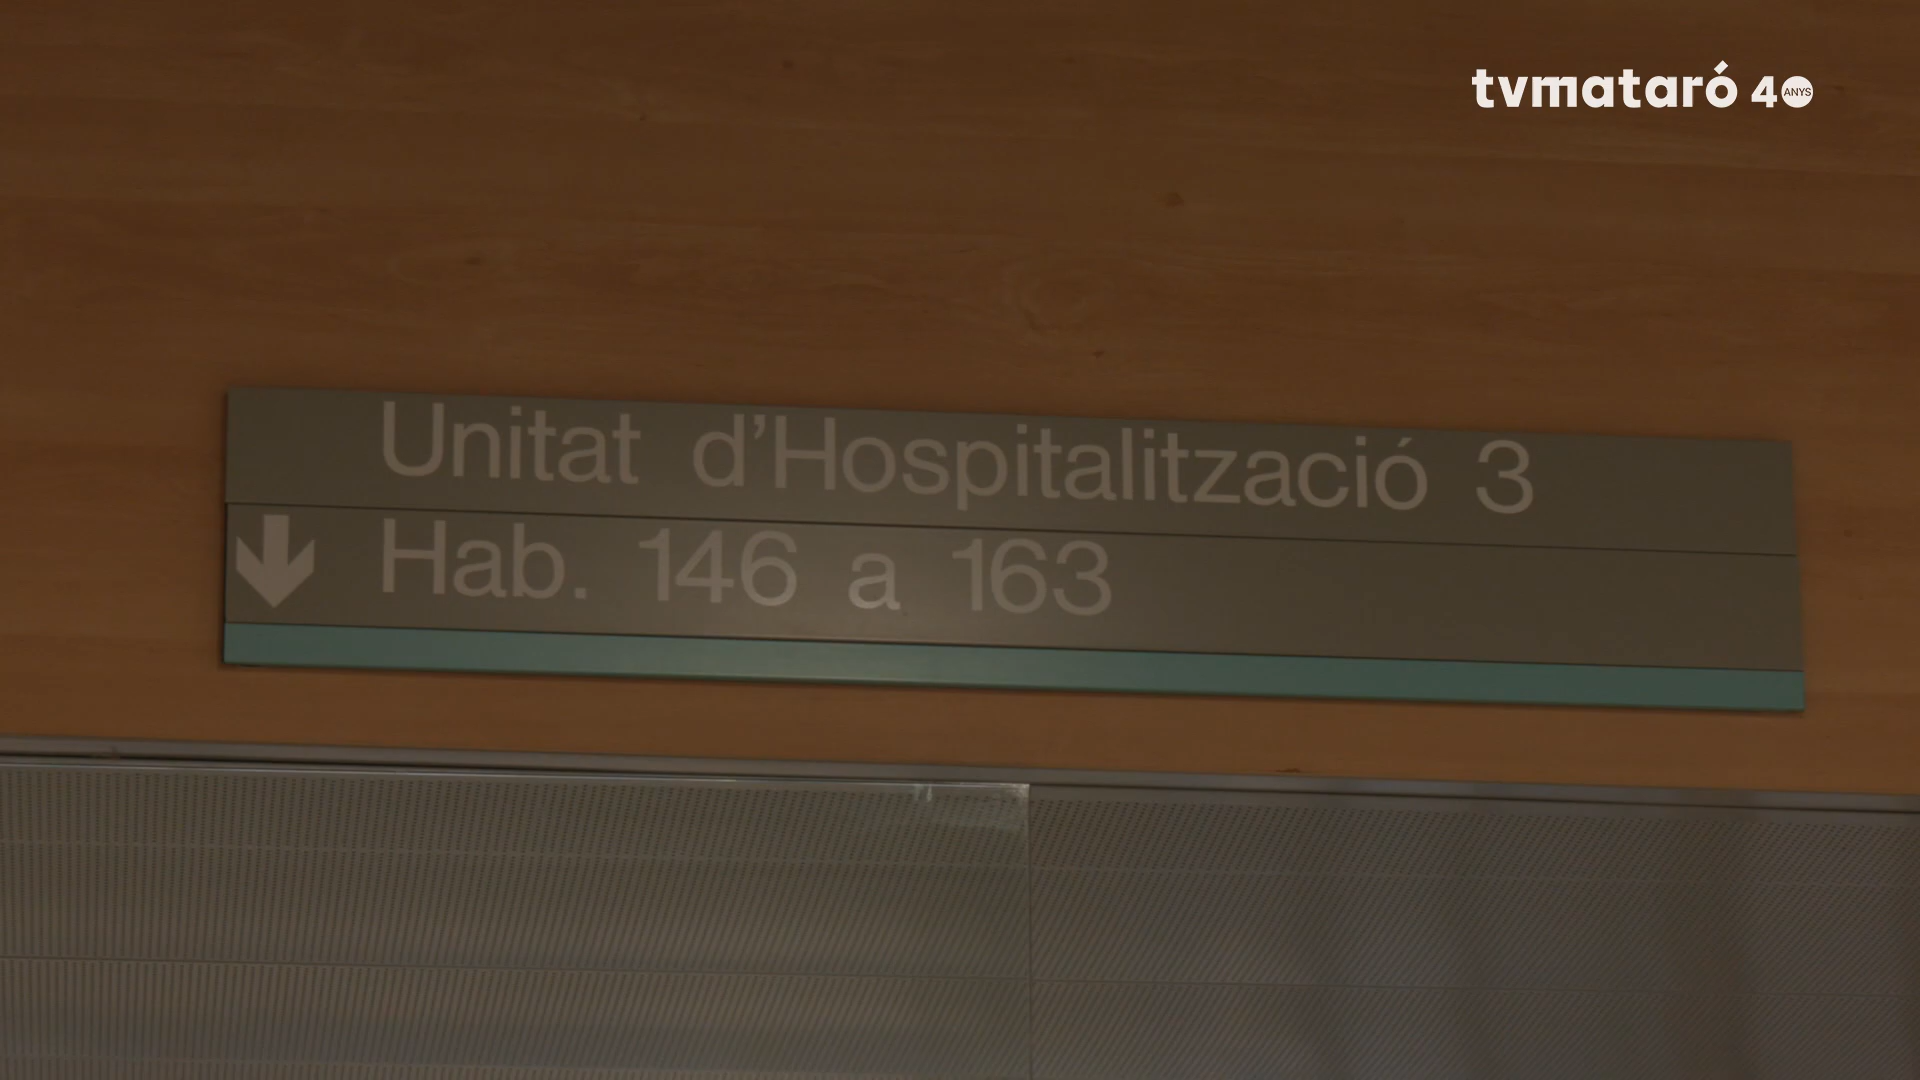 tvmataró 40 ANYS
Unitat d’Hospitalització 3
Hab. 146 a 163